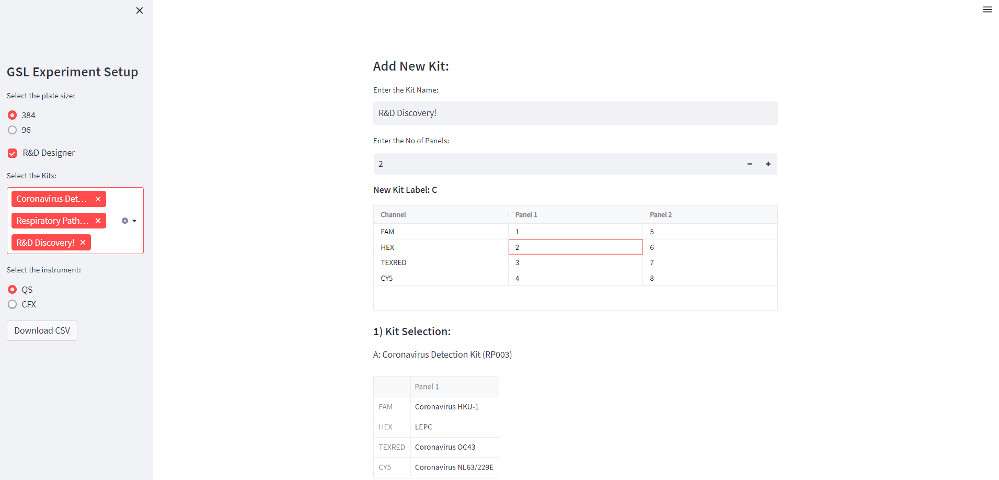 GSL Experiment Setup
Select the plate size:
384
96
R&D Designer
Select the Kits:
Coronavirus Det...
Respiratory Path...
R&D Discovery!
Select the instrument:
QS
CFX
Download CSV
Add New Kit:
Enter the Kit Name:
R&D Discovery!
Enter the No of Panels:
2
New Kit Label: C
Channel Panel 1 Panel 2
FAM 1 5
HEX 2 6
TEXRED 3 7
CY5 4 8
1) Kit Selection:
A: Coronavirus Detection Kit (RP003)
Panel 1
FAM Coronavirus HKU-1
HEX LEPC
TEXRED Coronavirus OC43
CY5 Coronavirus NL63/229E